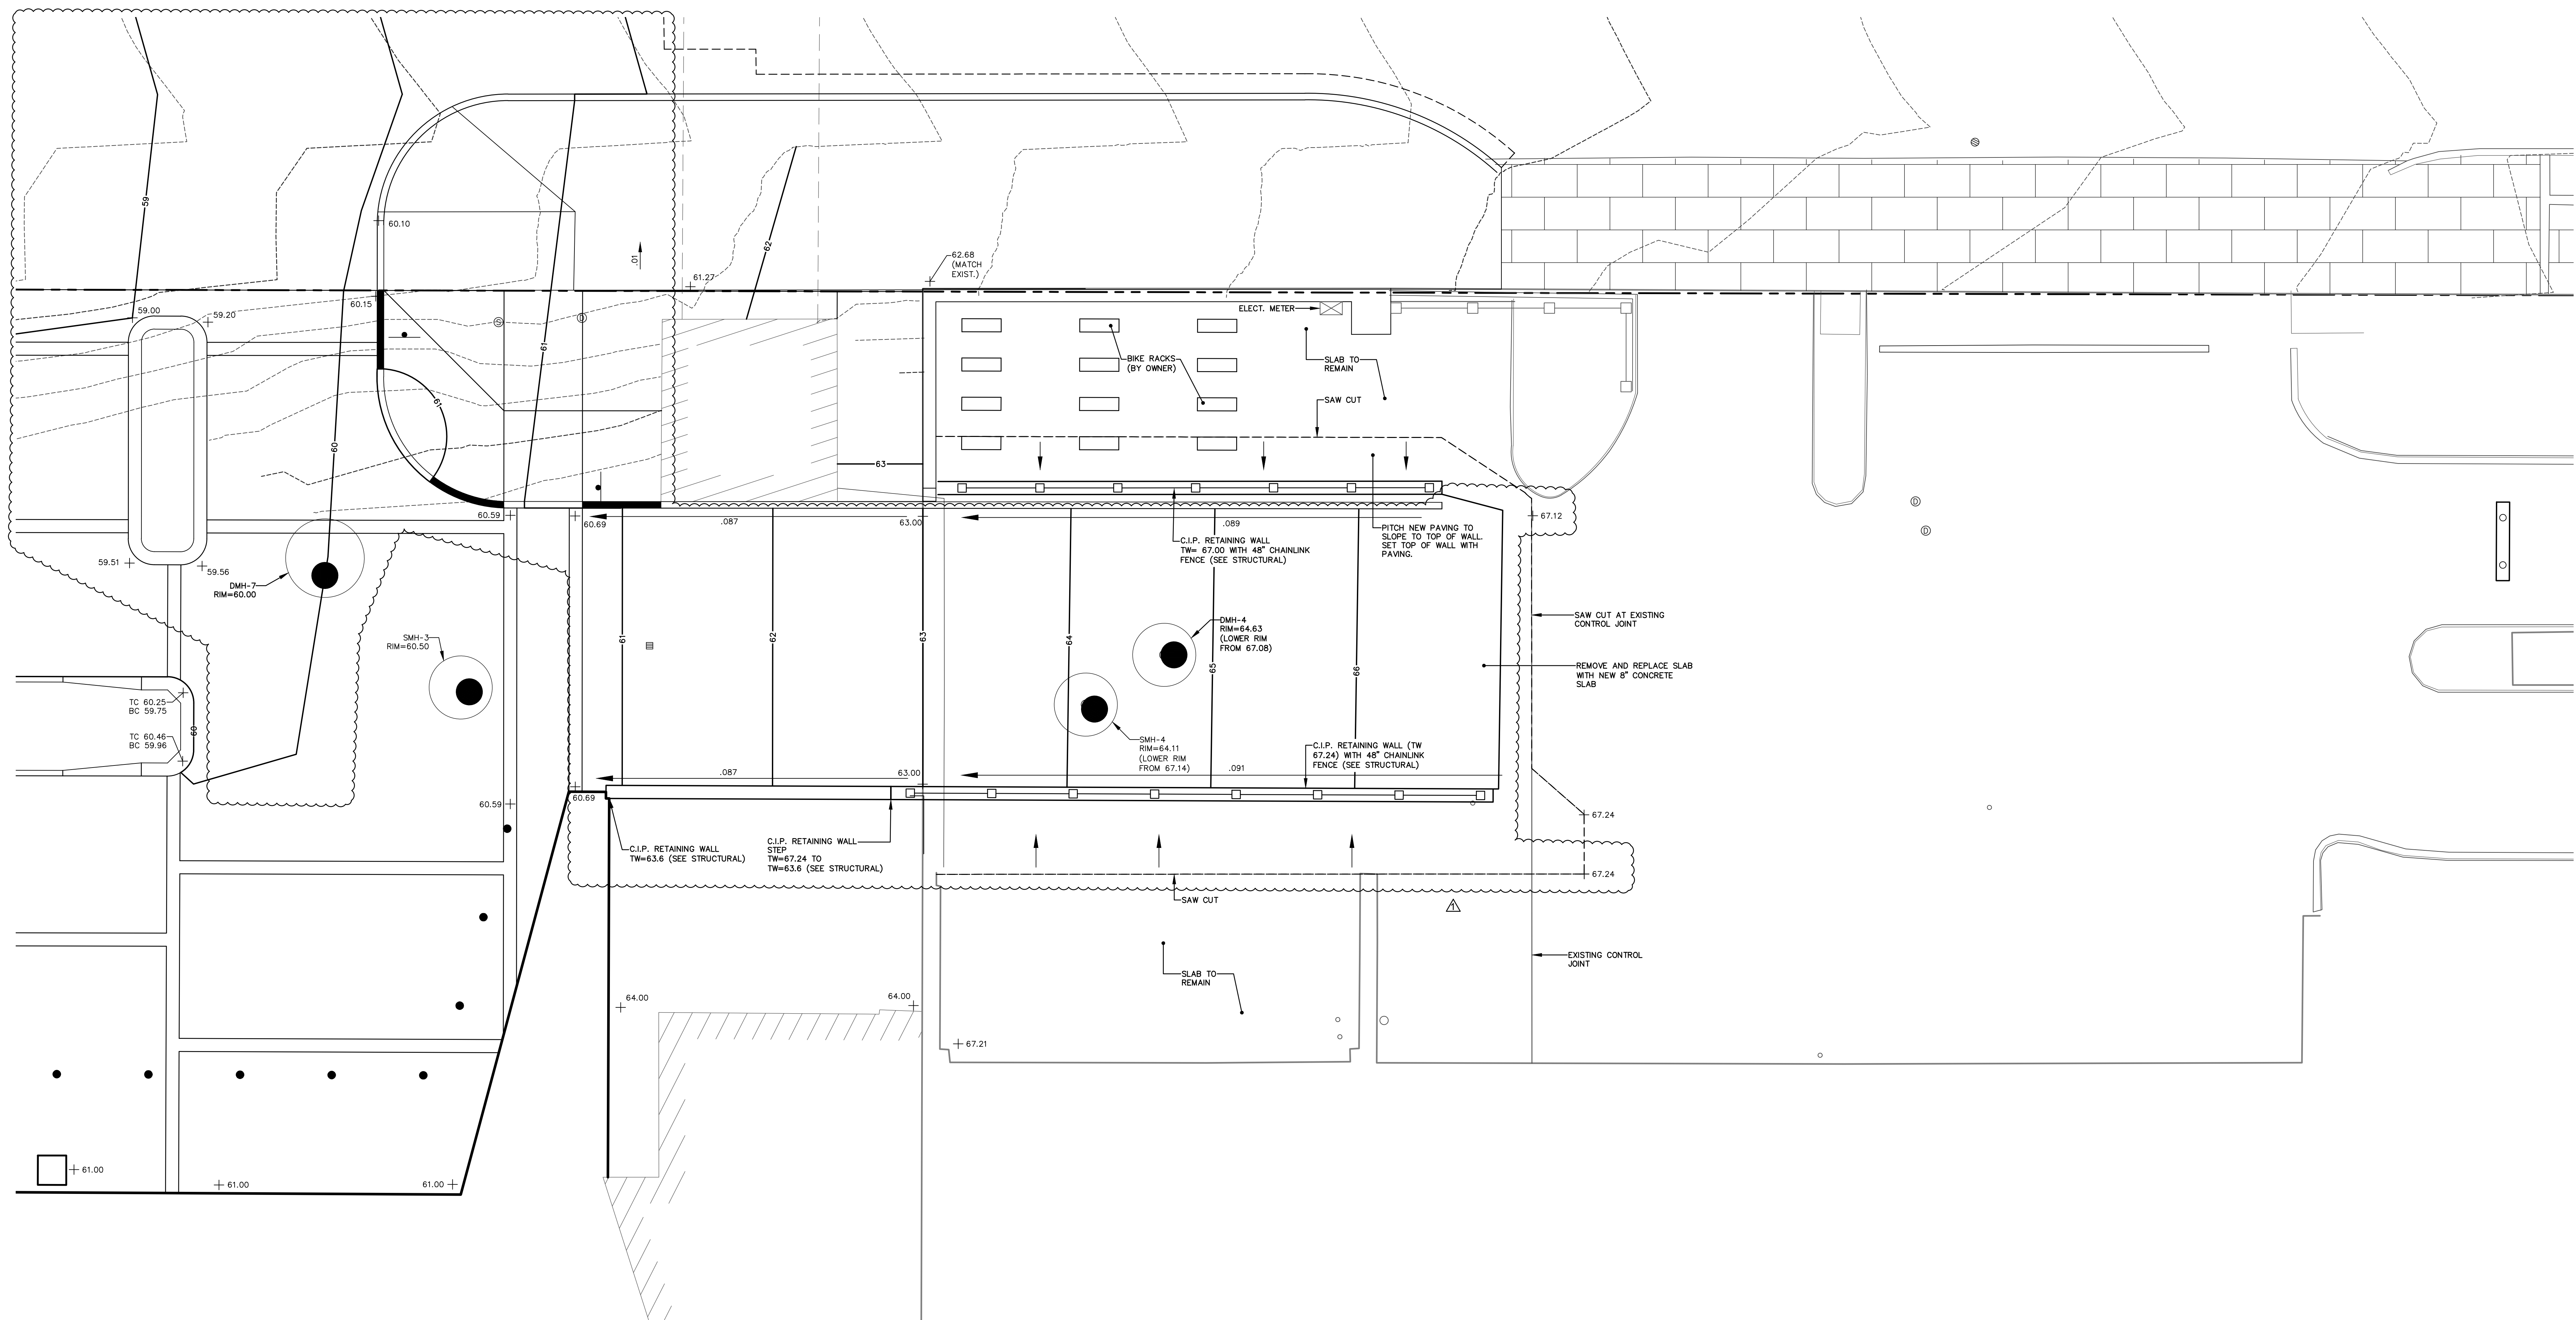 59
61
62
.01
60.10
61.27
62.68
(MATCH
EXIST.)
60.15
59.00
59.20
S
D
S
61
61
60
63
ELECT. METER
BIKE RACKS
(BY OWNER)
SLAB TO
REMAIN
SAW CUT
60.59
60.69
.087
63.00
.089
67.12
D
D
C.I.P. RETAINING WALL
TW= 67.00 WITH 48" CHAINLINK
FENCE (SEE STRUCTURAL)
PITCH NEW PAVING TO
SLOPE TO TOP OF WALL.
SET TOP OF WALL WITH
PAVING.
59.51
59.56
DMH-7
RIM=60.00
SMH-3
RIM=60.50
61
62
63
64
65
66
DMH-4
RIM=64.63
(LOWER RIM
FROM 67.08)
SAW CUT AT EXISTING
CONTROL JOINT
REMOVE AND REPLACE SLAB
WITH NEW 8" CONCRETE
SLAB
TC 60.25
BC 59.75
60
TC 60.46
BC 59.96
SMH-4
RIM=64.11
(LOWER RIM
FROM 67.14)
C.I.P. RETAINING WALL (TW
67.24) WITH 48" CHAINLINK
FENCE (SEE STRUCTURAL)
.087
63.00
.091
60.59
60.69
67.24
C.I.P. RETAINING WALL
TW=63.6 (SEE STRUCTURAL)
C.I.P. RETAINING WALL
STEP
TW=67.24 TO
TW=63.6 (SEE STRUCTURAL)
67.24
SAW CUT
1
EXISTING CONTROL
JOINT
SLAB TO
REMAIN
64.00
64.00
67.21
61.00
61.00
61.00